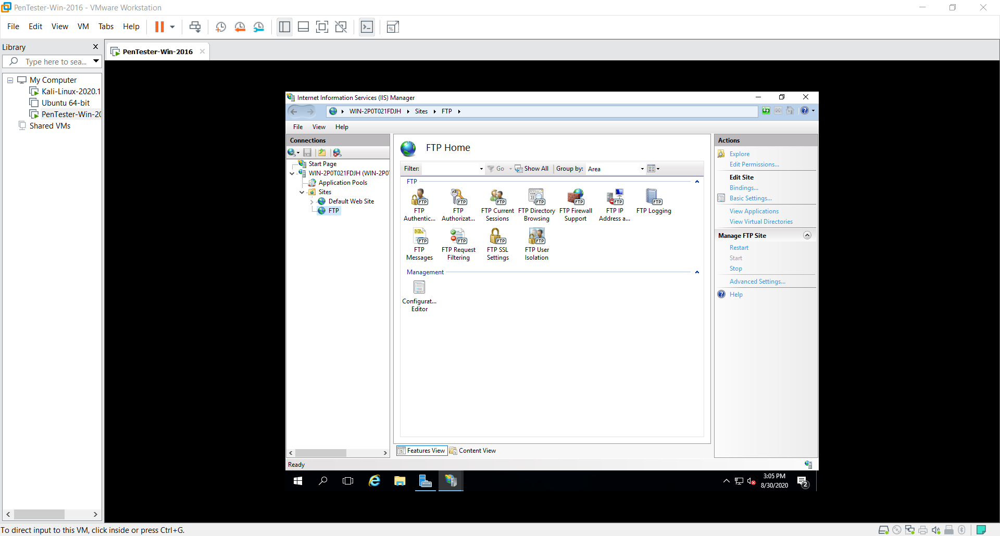 PenTester-Win-2016 - VMware Workstation
File Edit View VM Tabs Help
Library
PenTester-Win-2016
Type here to sea...
My Computer
Kali-Linux-2020.1
Ubuntu 64-bit
PenTester-Win-20
Shared VMs
Internet Information Services (IIS) Manager
WIN-2P0T021FDJH Sites FTP
File View Help
Connections
Start Page
WIN-2P0T021FDJH (WIN-2P0T
Application Pools
Sites
Default Web Site
FTP
FTP Home
Filter: Go Show All Group by: Area
FTP
FTP Authentic...
FTP Authorizat...
FTP Current Sessions
FTP Directory Browsing
FTP Firewall Support
FTP IP Address a...
FTP Logging
FTP Messages
FTP Request Filtering
FTP SSL Settings
FTP User Isolation
Management
Configurat... Editor
Features View Content View
Actions
Explore
Edit Permissions...
Edit Site
Bindings...
Basic Settings...
View Applications
View Virtual Directories
Manage FTP Site
Restart
Start
Stop
Advanced Settings...
Help
Ready
3:05 PM
8/30/2020
2
To direct input to this VM, click inside or press Ctrl+G.